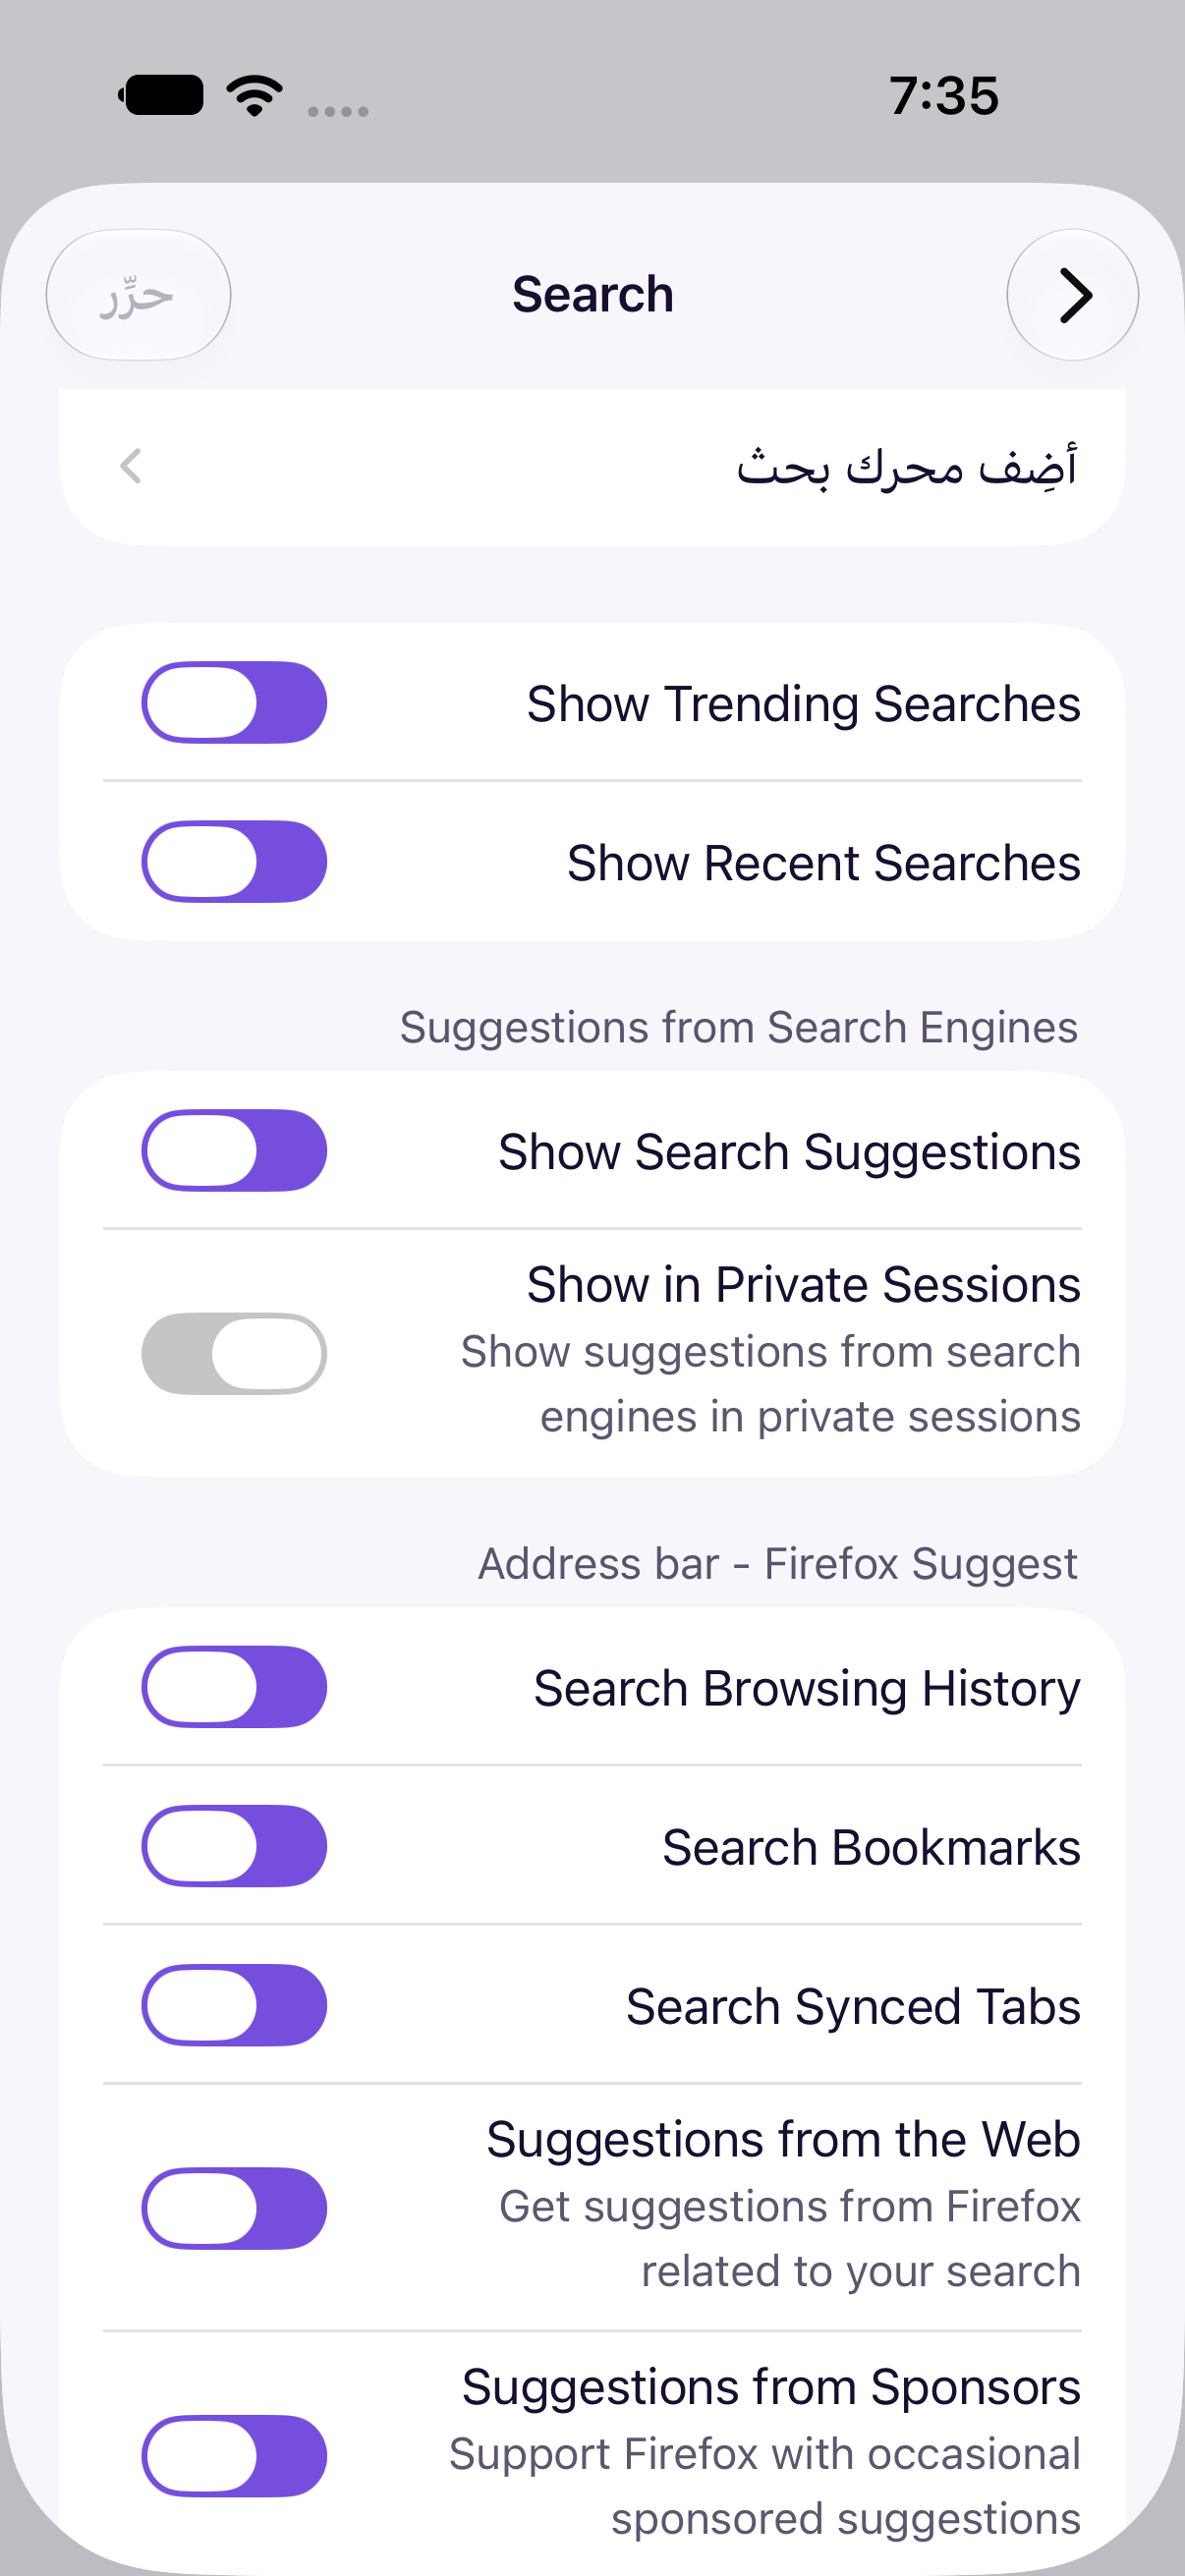 7:35
حرِّر
Search
أضِف محرك بحث
Show Trending Searches
Show Recent Searches
Suggestions from Search Engines
Show Search Suggestions
Show in Private Sessions
Show suggestions from search
engines in private sessions
Address bar - Firefox Suggest
Search Browsing History
Search Bookmarks
Search Synced Tabs
Suggestions from the Web
Get suggestions from Firefox
related to your search
Suggestions from Sponsors
Support Firefox with occasional
sponsored suggestions